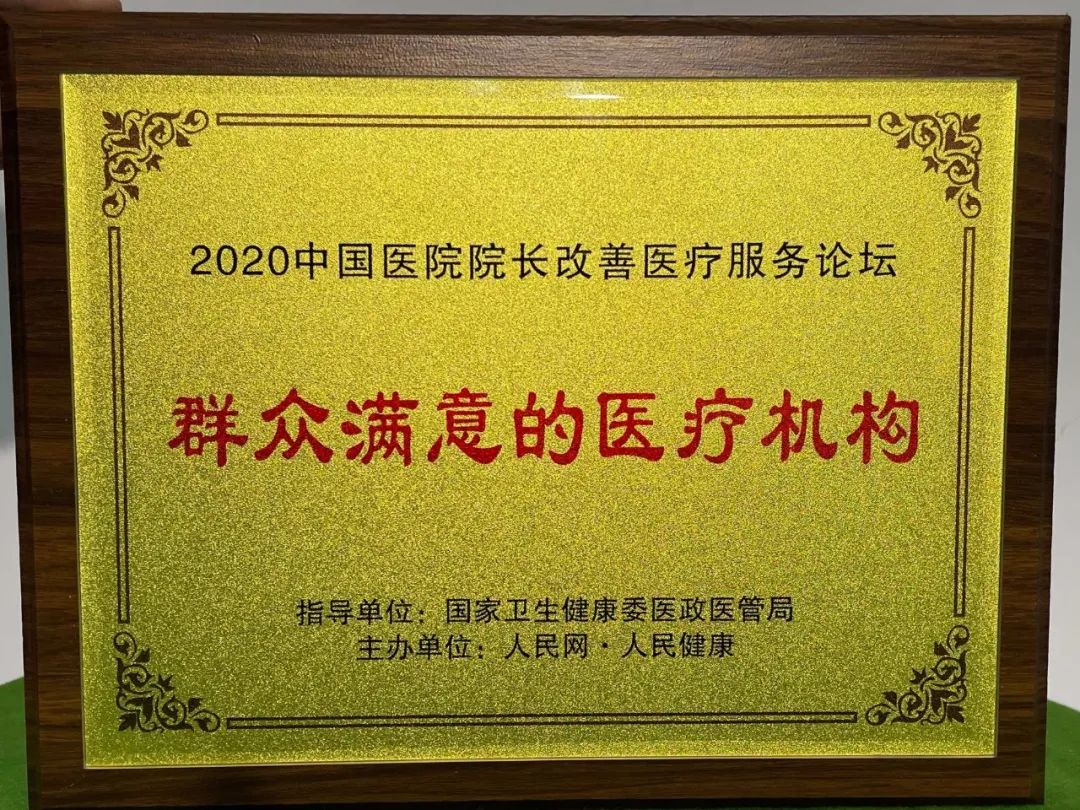 2020中国医院院长改善医疗服务论坛
群众满意的医疗机构
指导单位：国家卫生健康委医政医管局
主办单位：人民网·人民健康